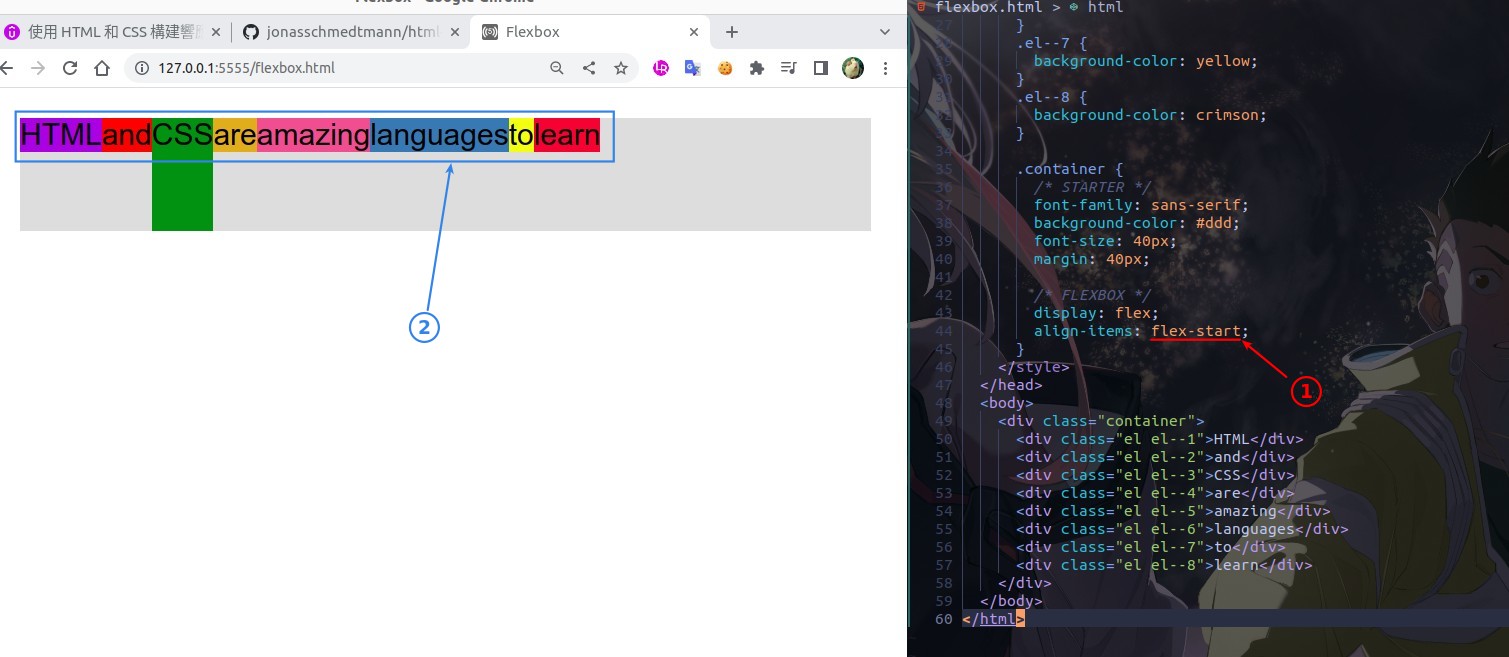 Flexbox - Google Chrome
使用 HTML 和 CSS 構建響應
jonasschmedtmann/html
Flexbox
127.0.0.1:5555/flexbox.html
HTMLandCSSareamazinglanguagestolearn
2
flexbox.html > html
27 }
.el--7 {
background-color: yellow;
}
.el--8 {
background-color: crimson;
}
34
35 .container {
36 /* STARTER */
37 font-family: sans-serif;
38 background-color: #ddd;
39 font-size: 40px;
40 margin: 40px;
41
42 /* FLEXBOX */
43 display: flex;
44 align-items: flex-start;
45 }
46 </style>
47 </head>
48 <body>
49 <div class="container">
50 <div class="el el--1">HTML</div>
51 <div class="el el--2">and</div>
52 <div class="el el--3">CSS</div>
53 <div class="el el--4">are</div>
54 <div class="el el--5">amazing</div>
55 <div class="el el--6">languages</div>
56 <div class="el el--7">to</div>
57 <div class="el el--8">learn</div>
58 </div>
59 </body>
60 </html>
1